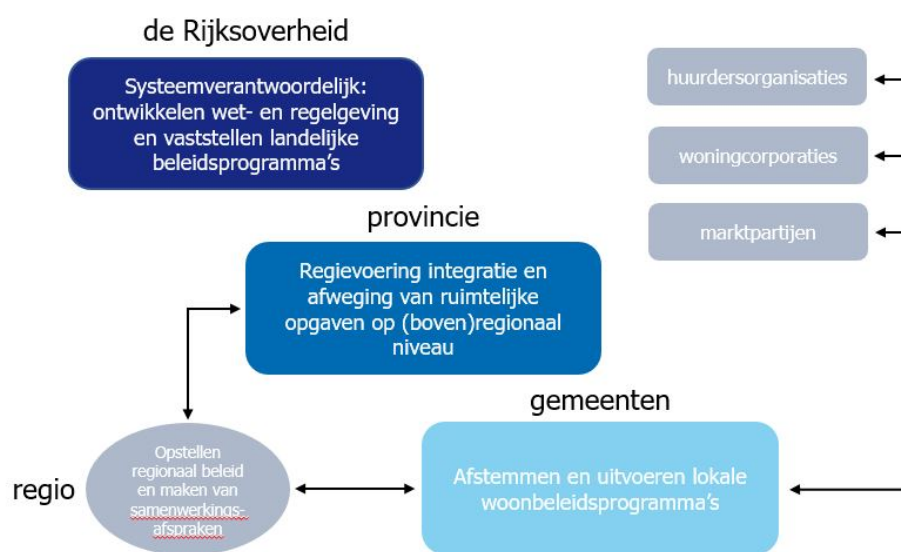 de Rijksoverheid
Systeemverantwoordelijk:
ontwikkelen wet- en regelgeving
en vaststellen landelijke
beleidsprogramma's
huurdersorganisaties
woningcorporaties
marktpartijen
provincie
Regievoering integratie en
afweging van ruimtelijke
opgaven op (boven)regionaal
niveau
gemeenten
Afstemmen en uitvoeren lokale
woonbeleidsprogramma's
regio
Opstellen
regionaal beleid
en maken van
samenwerkings-
afspraken